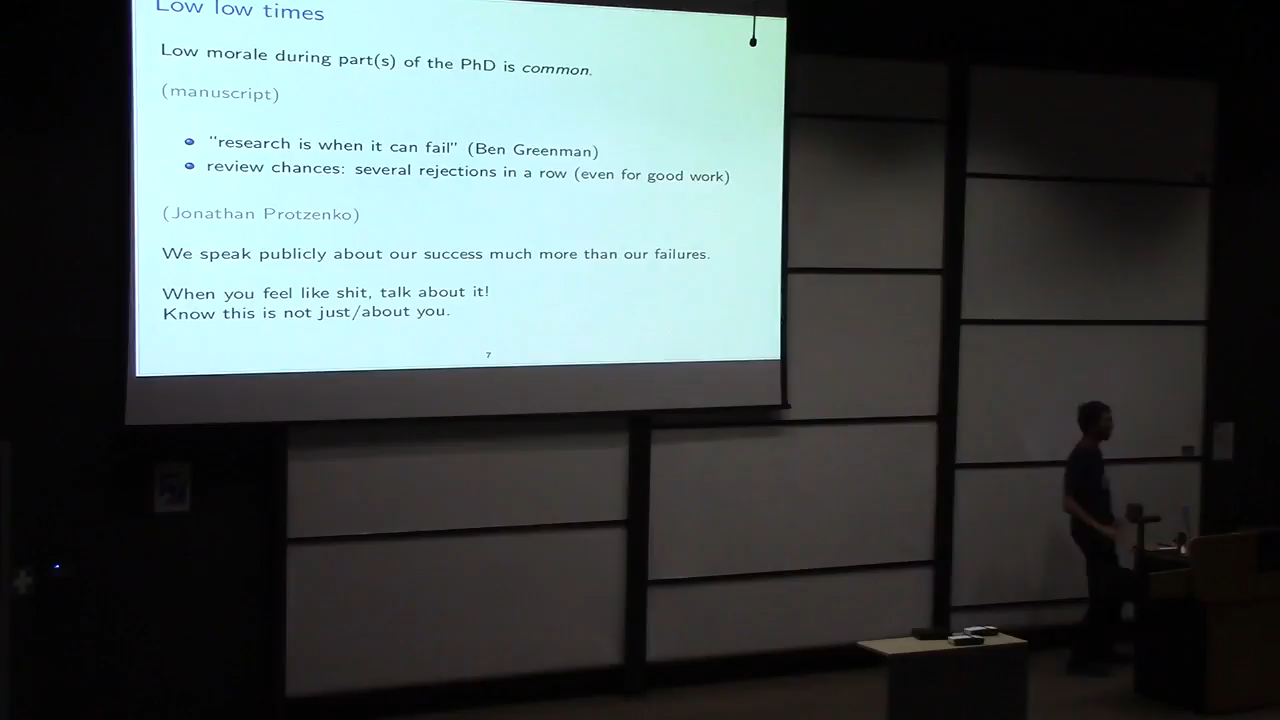 Low low times
Low morale during part(s) of the PhD is common.
(manuscript)
"research is when it can fail" (Ben Greenman)
review chances: several rejections in a row (even for good work)
(Jonathan Protzenko)
We speak publicly about our success much more than our failures.
When you feel like shit, talk about it!
Know this is not just/about you.
7